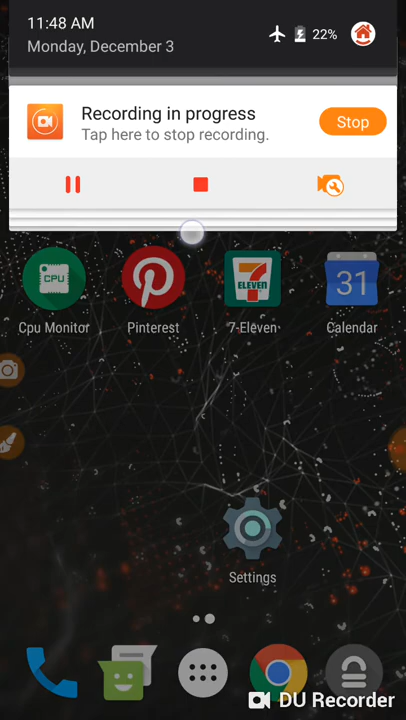 11:48 AM
Monday, December 3
22%
Recording in progress
Tap here to stop recording.
Stop
CPU
7
ELEVEN
31
Cpu Monitor
Pinterest
7-Eleven
Calendar
Settings
DU Recorder